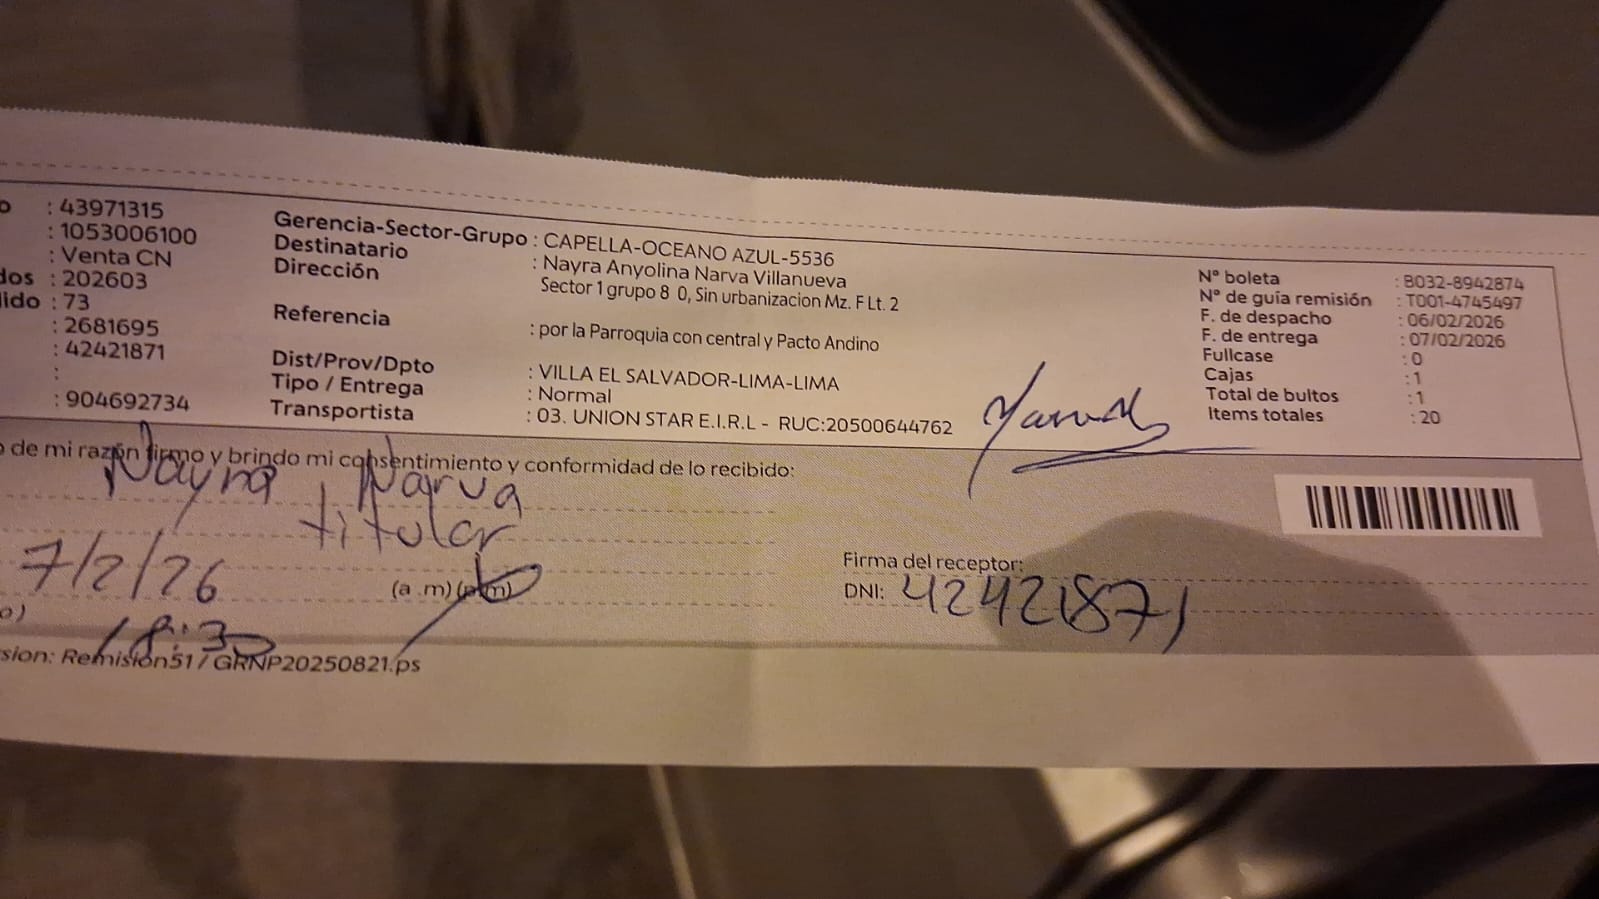 o : 43971315
: 1053006100
: Venta CN
dos : 202603
lido : 73
: 2681695
: 42421871
:
: 904692734
Gerencia-Sector-Grupo : CAPELLA-OCEANO AZUL-5536
Destinatario : Nayra Anyolina Narva Villanueva
Dirección Sector 1 grupo 8 0, Sin urbanizacion Mz. F Lt. 2
Referencia : por la Parroquia con central y Pacto Andino
Dist/Prov/Dpto : VILLA EL SALVADOR-LIMA-LIMA
Tipo / Entrega : Normal
Transportista : 03. UNION STAR E.I.R.L - RUC:20500644762
N° boleta : B032-8942874
N° de guía remisión : T001-4745497
F. de despacho : 06/02/2026
F. de entrega : 07/02/2026
Fullcase : 0
Cajas : 1
Total de bultos : 1
Items totales : 20
o de mi razón firmo y brindo mi consentimiento y conformidad de lo recibido:
Nayra Narva
titular
7/2/26 (a .m) (p.m)
Firma del receptor:
DNI: 42421871
o)
18:30
sion: Remision51 / GRNP20250821.ps